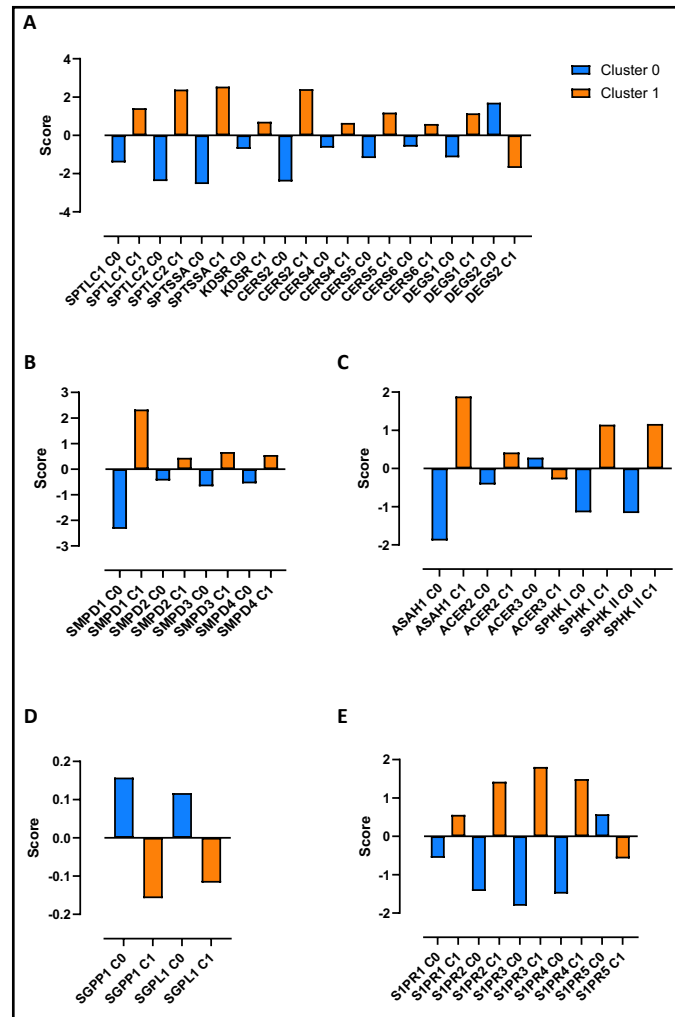 A
Cluster 0
Cluster 1
Score
4
2
0
-2
-4
SPTLC1 C0
SPTLC1 C1
SPTLC2 C0
SPTLC2 C1
SPTSSA C0
SPTSSA C1
KDSR C0
KDSR C1
CERS2 C0
CERS2 C1
CERS4 C0
CERS4 C1
CERS5 C0
CERS5 C1
CERS6 C0
CERS6 C1
DEGS1 C0
DEGS1 C1
DEGS2 C0
DEGS2 C1
B
Score
3
2
1
0
-1
-2
-3
SMPD1 C0
SMPD1 C1
SMPD2 C0
SMPD2 C1
SMPD3 C0
SMPD3 C1
SMPD4 C0
SMPD4 C1
C
Score
2
1
0
-1
-2
ASAH1 C0
ASAH1 C1
ACER2 C0
ACER2 C1
ACER3 C0
ACER3 C1
SPHK I C0
SPHK I C1
SPHK II C0
SPHK II C1
D
Score
0.2
0.1
0.0
-0.1
-0.2
SGPP1 C0
SGPP1 C1
SGPL1 C0
SGPL1 C1
E
Score
2
1
0
-1
-2
S1PR1 C0
S1PR1 C1
S1PR2 C0
S1PR2 C1
S1PR3 C0
S1PR3 C1
S1PR4 C0
S1PR4 C1
S1PR5 C0
S1PR5 C1